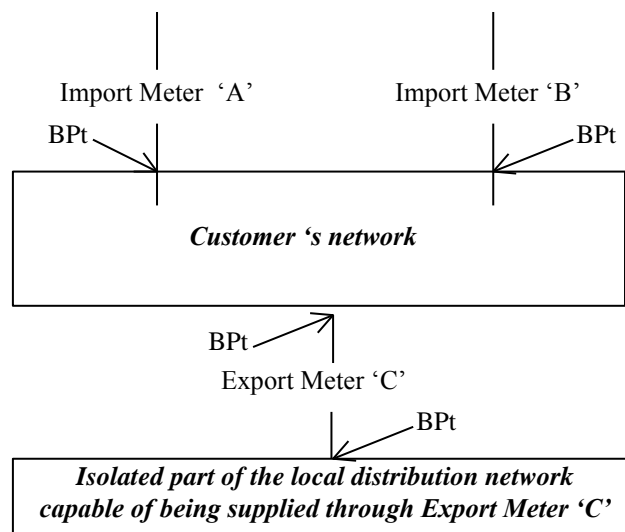 Import Meter ‘A’
Import Meter ‘B’
BPt
BPt
Customer ‘s network
BPt
Export Meter ‘C’
BPt
Isolated part of the local distribution network
capable of being supplied through Export Meter ‘C’